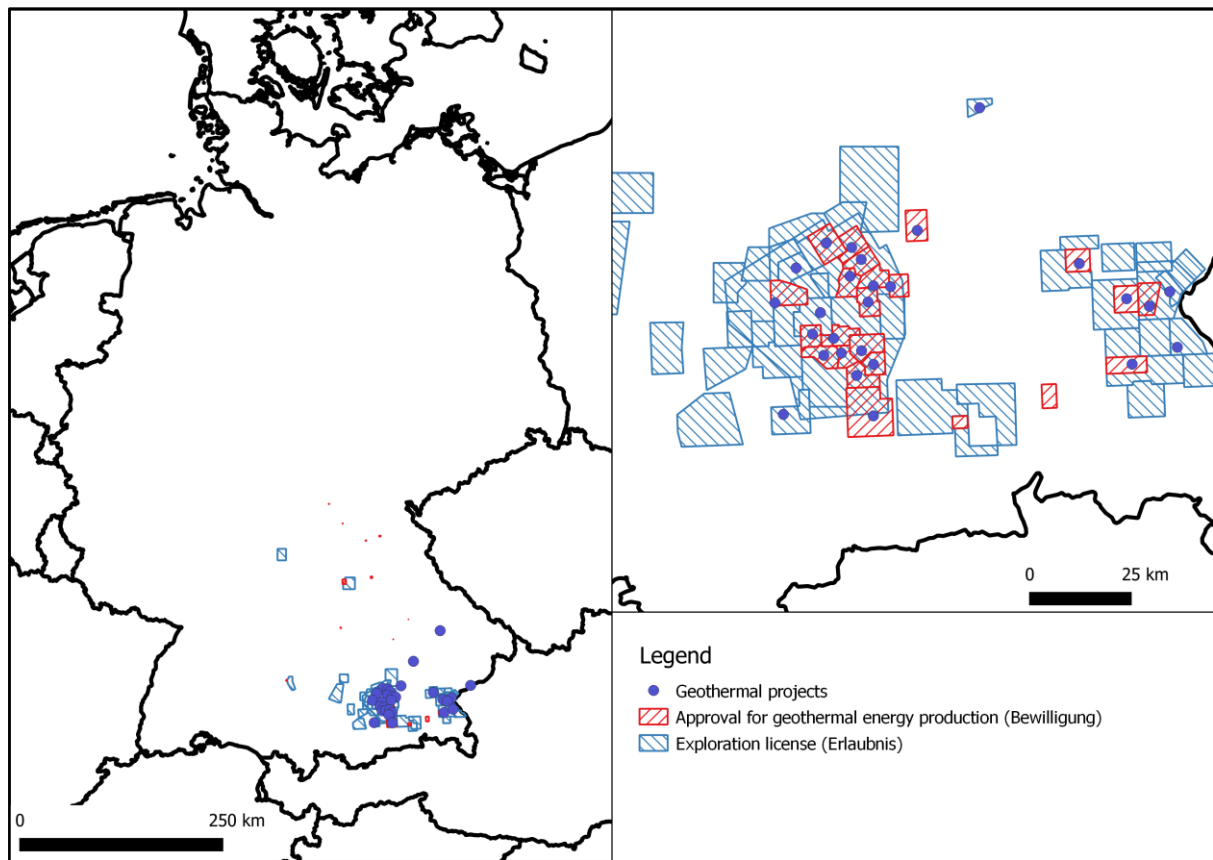 0
250 km
0
25 km
Legend
Geothermal projects
Approval for geothermal energy production (Bewilligung)
Exploration license (Erlaubnis)